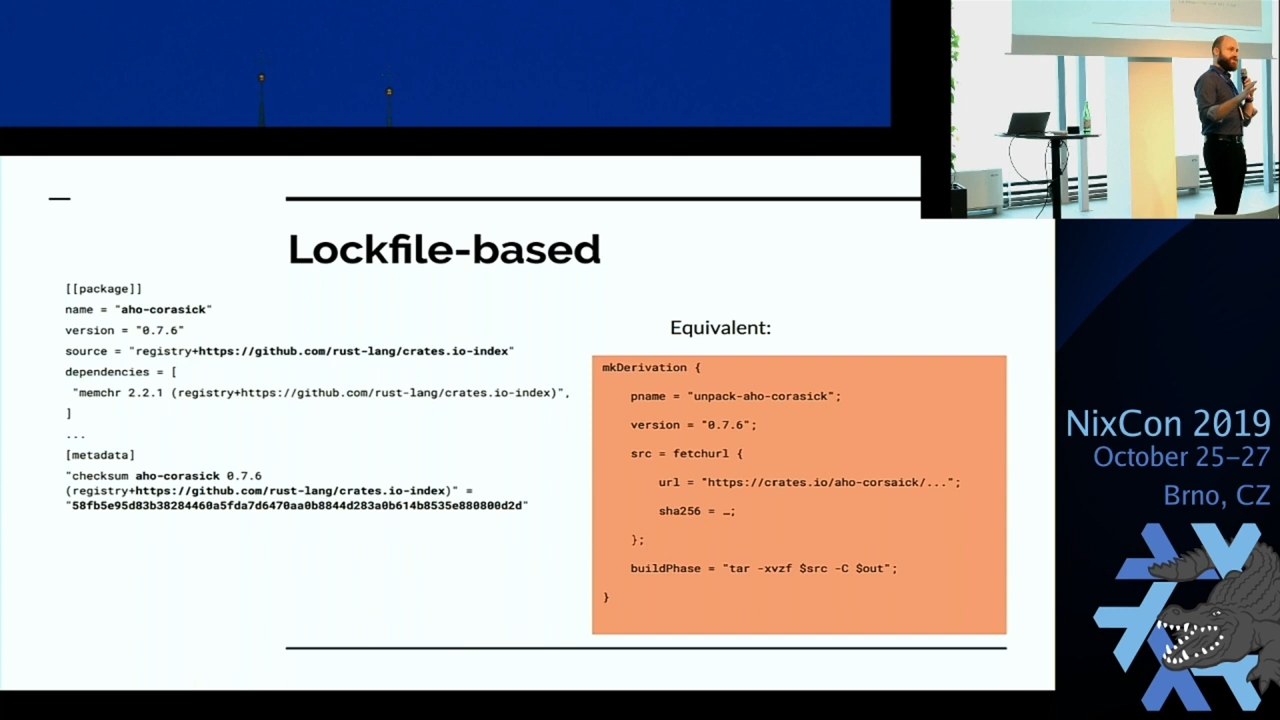 Lockfile-based
[[package]]
name = "aho-corasick"
version = "0.7.6"
source = "registry+https://github.com/rust-lang/crates.io-index"
dependencies = [
"memchr 2.2.1 (registry+https://github.com/rust-lang/crates.io-index)",
]
...
[metadata]
"checksum aho-corasick 0.7.6
(registry+https://github.com/rust-lang/crates.io-index)" =
"58fb5e95d83b38284460a5fda7d6470aa0b8844d283a0b614b8535e880800d2d"
Equivalent:
mkDerivation {
pname = "unpack-aho-corasick";
version = "0.7.6";
src = fetchurl {
url = "https://crates.io/aho-corsaick/...";
sha256 = …;
};
buildPhase = "tar -xvzf $src -C $out";
}
NixCon 2019
October 25–27
Brno, CZ